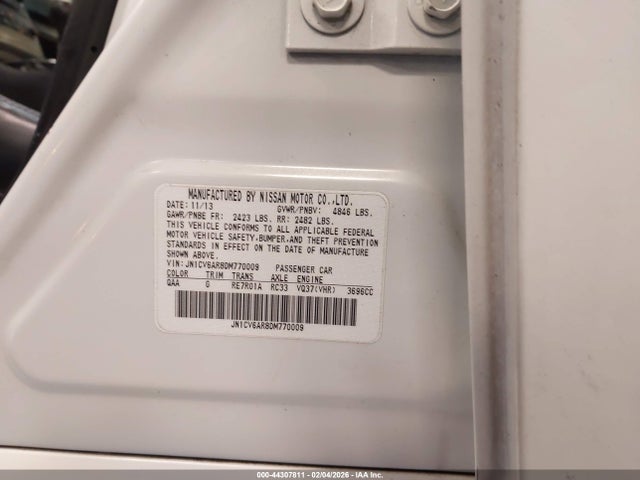 MANUFACTURED BY NISSAN MOTOR CO.,LTD.
DATE: 11/13 GVWR/PNBV: 4846 LBS.
GAWR/PNBE FR: 2423 LBS. RR: 2482 LBS.
THIS VEHICLE CONFORMS TO ALL APPLICABLE FEDERAL
MOTOR VEHICLE SAFETY,BUMPER,AND THEFT PREVENTION
STANDARDS IN EFFECT ON THE DATE OF MANUFACTURE
SHOWN ABOVE.
VIN: JN1CV6AR8DM770009 PASSENGER CAR
COLOR TRIM TRANS AXLE ENGINE
QAA G RE7R01A RC33 VQ37(VHR) 3696CC
JN1CV6AR8DM770009
000-44307811 - 02/04/2026 - IAA Inc.